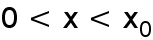 0 < x < x₀